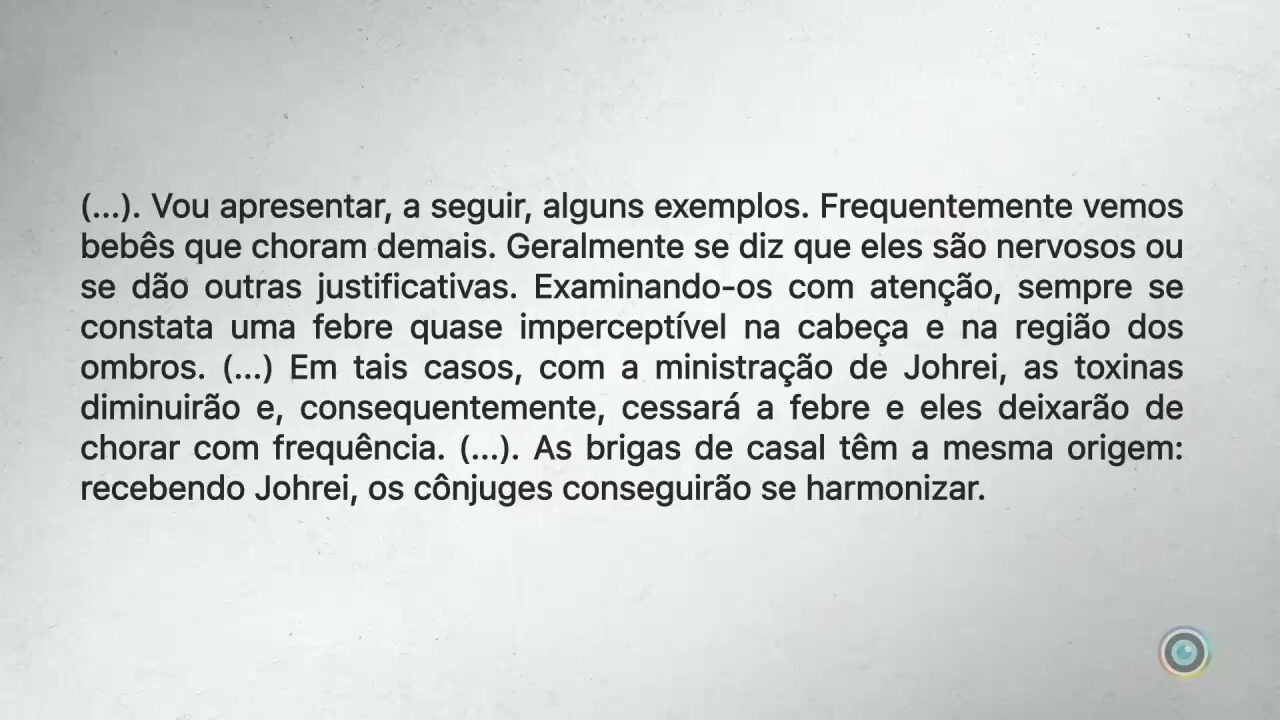 (...). Vou apresentar, a seguir, alguns exemplos. Frequentemente vemos
bebês que choram demais. Geralmente se diz que eles são nervosos ou
se dão outras justificativas. Examinando-os com atenção, sempre se
constata uma febre quase imperceptível na cabeça e na região dos
ombros. (...) Em tais casos, com a ministração de Johrei, as toxinas
diminuirão e, consequentemente, cessará a febre e eles deixarão de
chorar com frequência. (...). As brigas de casal têm a mesma origem:
recebendo Johrei, os cônjuges conseguirão se harmonizar.